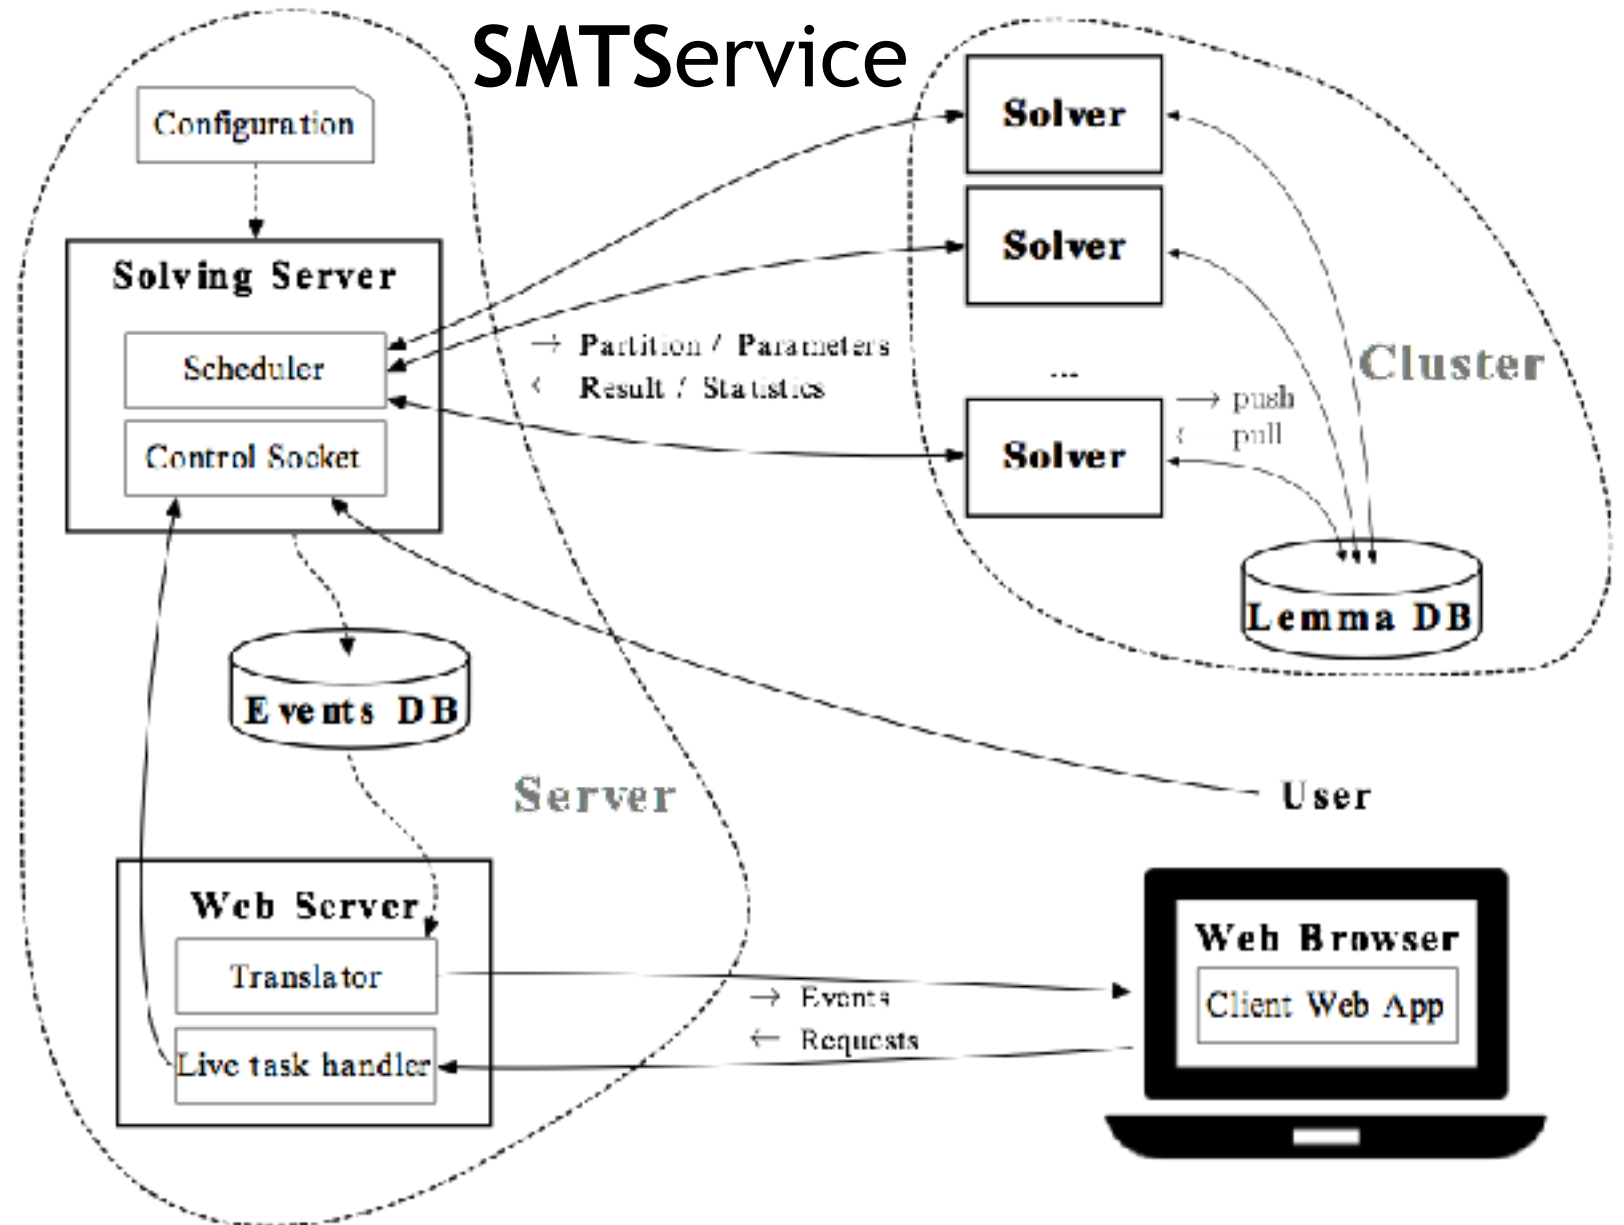 SMTService
Configuration
Solving Server
Scheduler
Control Socket
Events DB
Server
Web Server
Translator
Live task handler
→ Partition / Parameters
← Result / Statistics
Solver
Solver
...
Solver
→ push
← pull
Cluster
Lemma DB
User
→ Events
← Requests
Web Browser
Client Web App